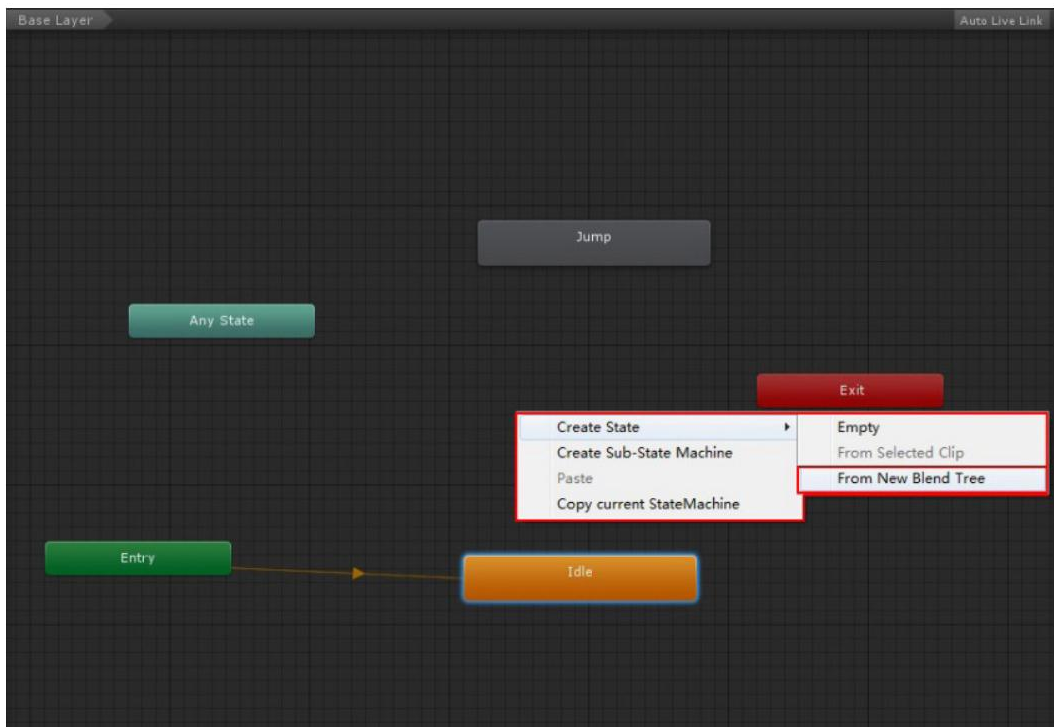 Base Layer
Auto Live Link
Jump
Any State
Exit
Create State
Empty
Create Sub-State Machine
From Selected Clip
Paste
From New Blend Tree
Copy current StateMachine
Entry
Idle